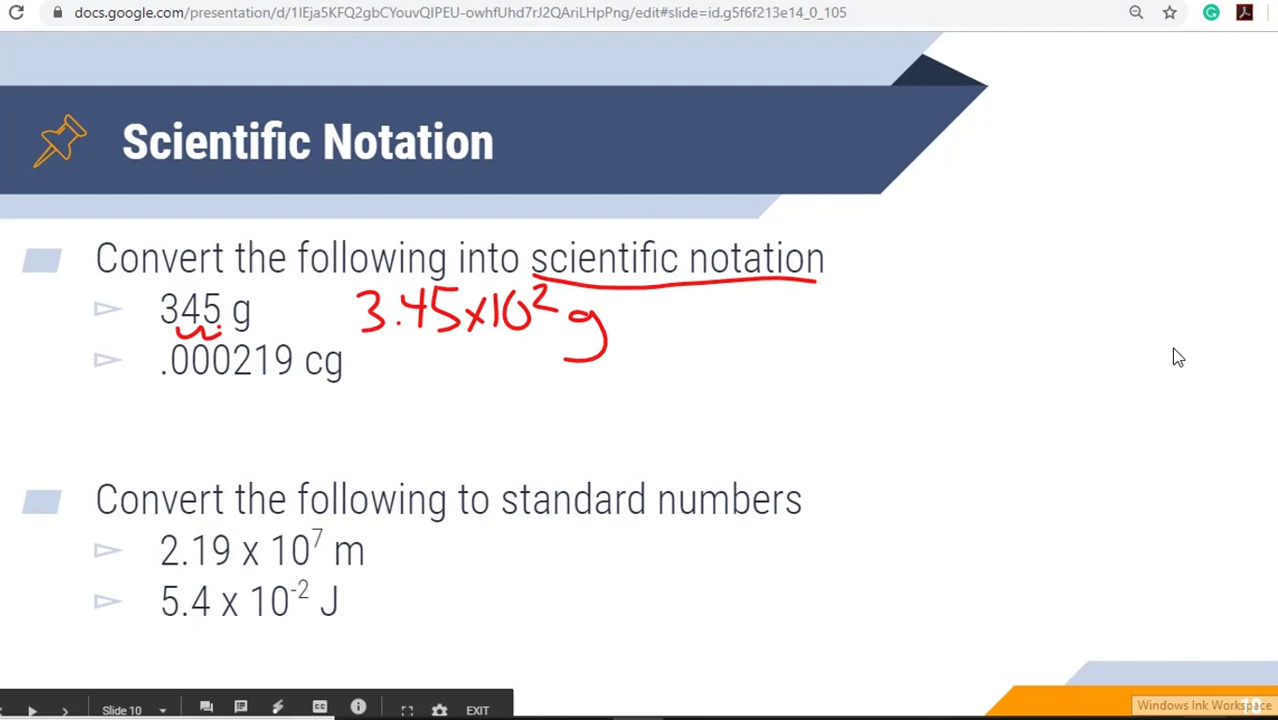 docs.google.com/presentation/d/1IEja5KFQ2gbCYouvQIPEU-owhfUhd7rJ2QAriLHpPng/edit#slide=id.g5f6f213e14_0_105
Scientific Notation
Convert the following into scientific notation
345 g 3.45x10² g
.000219 cg
Convert the following to standard numbers
2.19 x 10⁷ m
5.4 x 10⁻² J
Slide 10 CC EXIT
Windows Ink Workspace